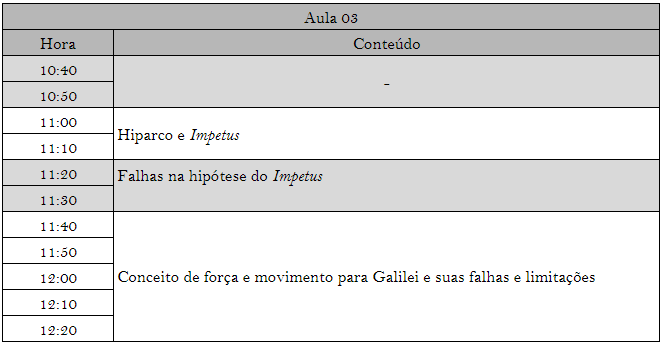 Aula 03
Hora Conteúdo
10:40
-
10:50
11:00
Hiparco e Impetus
11:10
11:20 Falhas na hipótese do Impetus
11:30
11:40
11:50
12:00 Conceito de força e movimento para Galilei e suas falhas e limitações
12:10
12:20